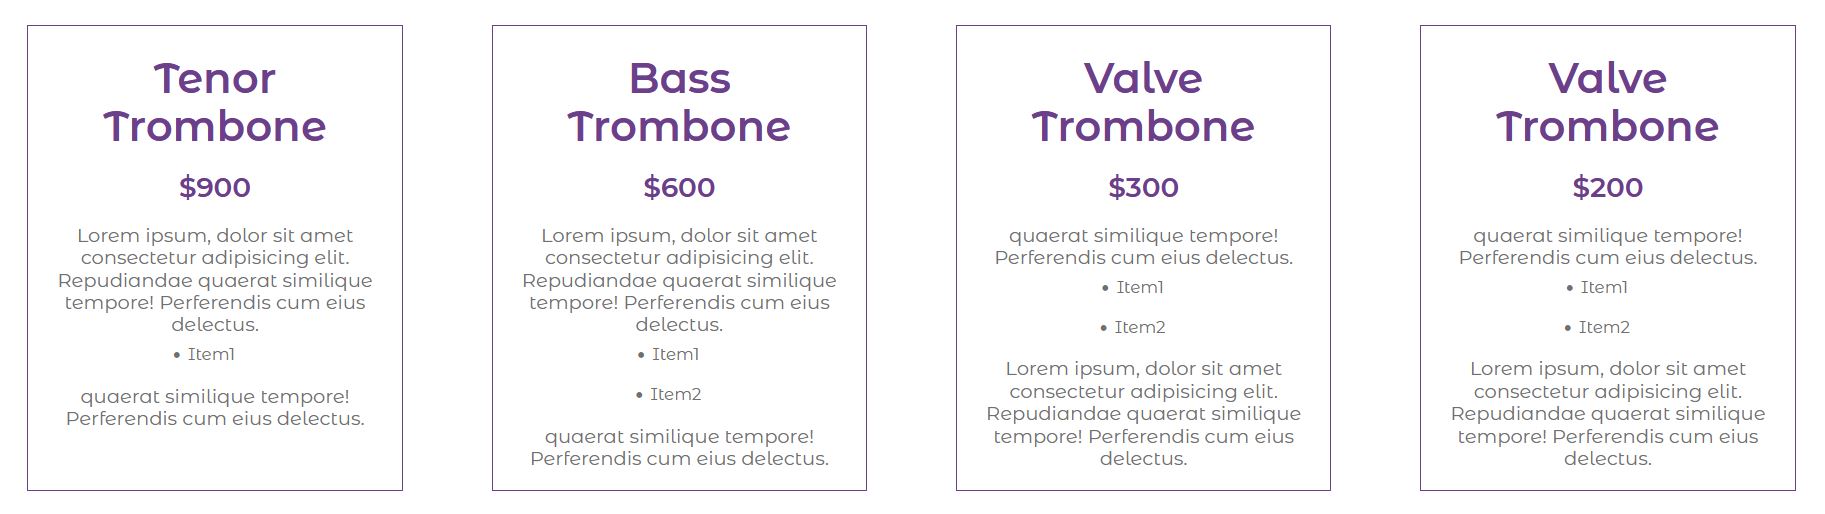 Tenor
Trombone
$900
Lorem ipsum, dolor sit amet
consectetur adipisicing elit.
Repudiandae quaerat similique
tempore! Perferendis cum eius
delectus.
• Item1
quaerat similique tempore!
Perferendis cum eius delectus.
Bass
Trombone
$600
Lorem ipsum, dolor sit amet
consectetur adipisicing elit.
Repudiandae quaerat similique
tempore! Perferendis cum eius
delectus.
• Item1
• Item2
quaerat similique tempore!
Perferendis cum eius delectus.
Valve
Trombone
$300
quaerat similique tempore!
Perferendis cum eius delectus.
• Item1
• Item2
Lorem ipsum, dolor sit amet
consectetur adipisicing elit.
Repudiandae quaerat similique
tempore! Perferendis cum eius
delectus.
Valve
Trombone
$200
quaerat similique tempore!
Perferendis cum eius delectus.
• Item1
• Item2
Lorem ipsum, dolor sit amet
consectetur adipisicing elit.
Repudiandae quaerat similique
tempore! Perferendis cum eius
delectus.